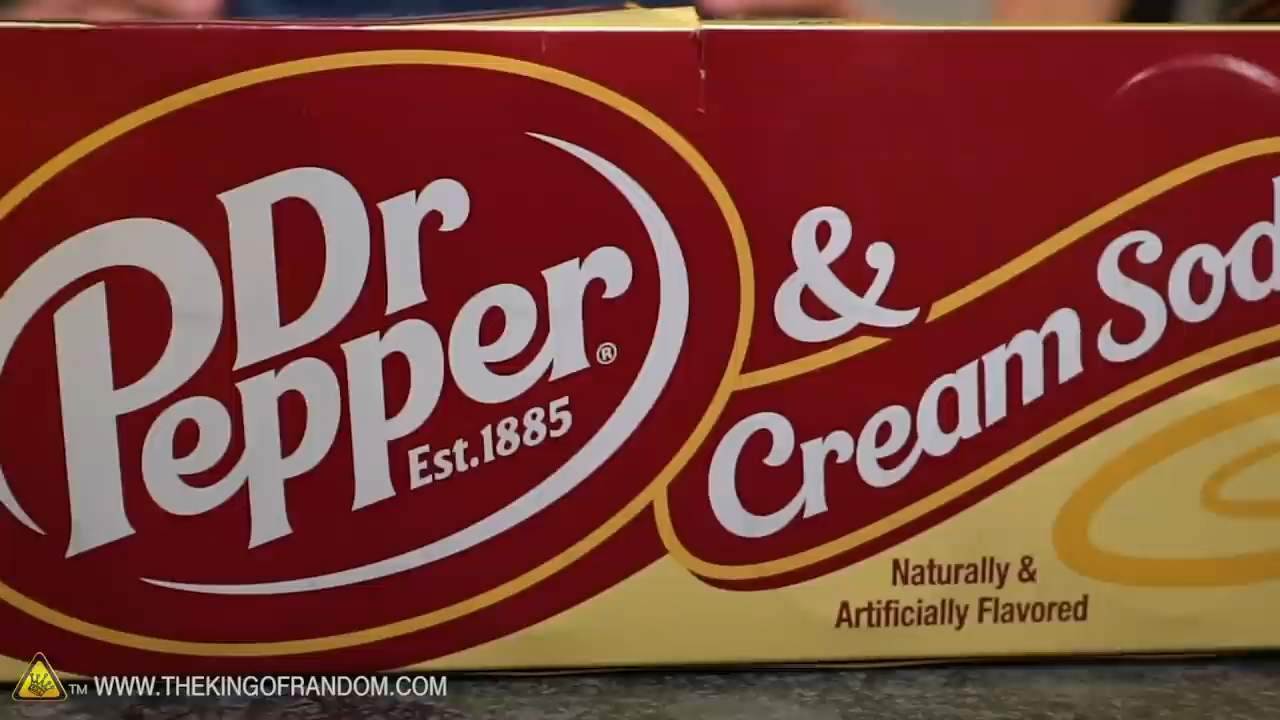 Dr
Pepper®
Est.1885
&
Cream Sod
Naturally &
Artificially Flavored
™ WWW.THEKINGOFRANDOM.COM